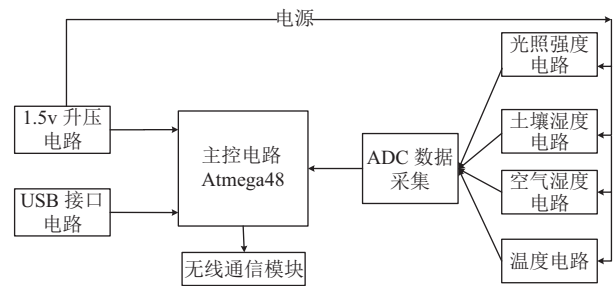 电源
光照强度
电路
1.5v 升压
电路
主控电路
Atmega48
ADC 数据
采集
土壤湿度
电路
USB 接口
电路
空气湿度
电路
无线通信模块
温度电路